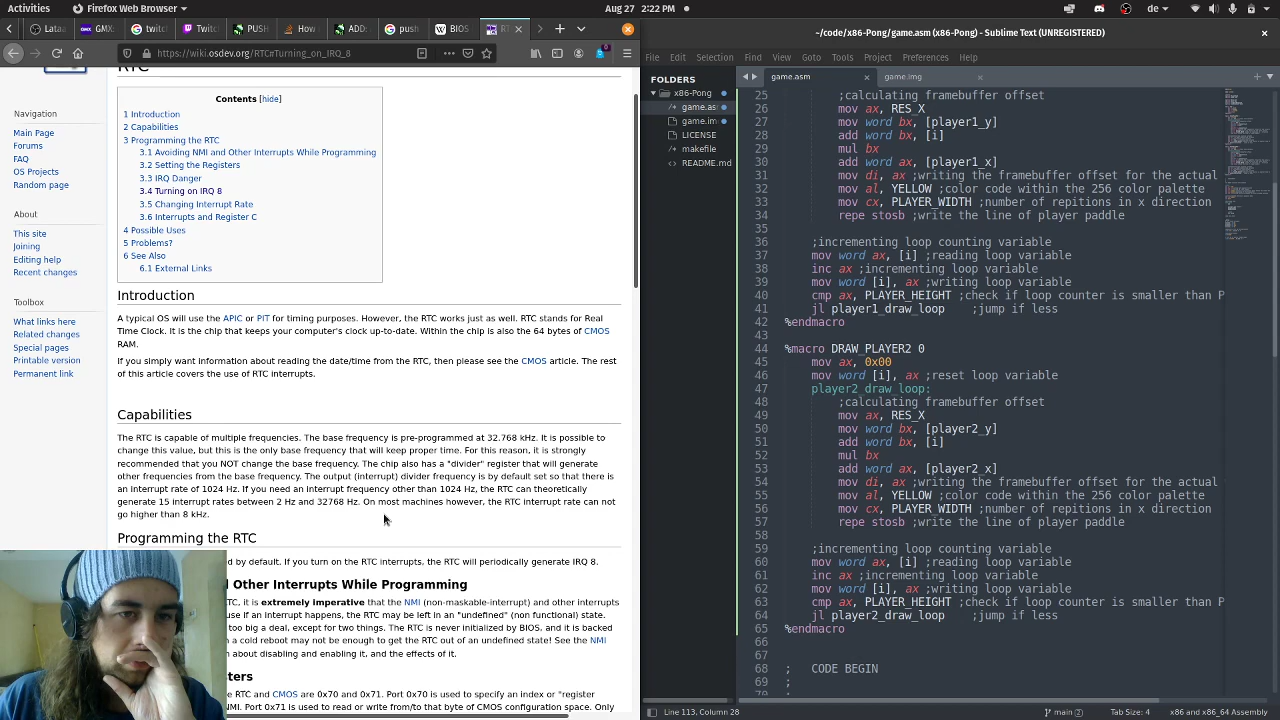 Activities
Firefox Web Browser
Aug 27 2:22 PM
de
Lataa
GMX
twitch
Twitch
PUSH
How
ADD:
push
BIOS
RT
https://wiki.osdev.org/RTC#Turning_on_IRQ_8
RTC
Navigation
Main Page
Forums
FAQ
OS Projects
Random page
About
This site
Joining
Editing help
Recent changes
Toolbox
What links here
Related changes
Special pages
Printable version
Permanent link
Contents [hide]
1 Introduction
2 Capabilities
3 Programming the RTC
3.1 Avoiding NMI and Other Interrupts While Programming
3.2 Setting the Registers
3.3 IRQ Danger
3.4 Turning on IRQ 8
3.5 Changing Interrupt Rate
3.6 Interrupts and Register C
4 Possible Uses
5 Problems?
6 See Also
6.1 External Links
Introduction
A typical OS will use the APIC or PIT for timing purposes. However, the RTC works just as well. RTC stands for Real
Time Clock. It is the chip that keeps your computer's clock up-to-date. Within the chip is also the 64 bytes of CMOS
RAM.
If you simply want information about reading the date/time from the RTC, then please see the CMOS article. The rest
of this article covers the use of RTC interrupts.
Capabilities
The RTC is capable of multiple frequencies. The base frequency is pre-programmed at 32.768 kHz. It is possible to
change this value, but this is the only base frequency that will keep proper time. For this reason, it is strongly
recommended that you NOT change the base frequency. The chip also has a "divider" register that will generate
other frequencies from the base frequency. The output (interrupt) divider frequency is by default set so that there is
an interrupt rate of 1024 Hz. If you need an interrupt frequency other than 1024 Hz, the RTC can theoretically
generate 15 interrupt rates between 2 Hz and 32768 Hz. On most machines however, the RTC interrupt rate can not
go higher than 8 kHz.
Programming the RTC
d by default. If you turn on the RTC interrupts, the RTC will periodically generate IRQ 8.
Other Interrupts While Programming
TC, it is extremely imperative that the NMI (non-maskable-interrupt) and other interrupts
use if an interrupt happens, the RTC may be left in an "undefined" (non functional) state.
too big a deal, except for two things. The RTC is never initialized by BIOS, and it is backed
n a cold reboot may not be enough to get the RTC out of an undefined state! See the NMI
n about disabling and enabling it, and the effects of it.
sters
e RTC and CMOS are 0x70 and 0x71. Port 0x70 is used to specify an index or "register
NMI. Port 0x71 is used to read or write from/to that byte of CMOS configuration space. Only
~/code/x86-Pong/game.asm (x86-Pong) - Sublime Text (UNREGISTERED)
File Edit Selection Find View Goto Tools Project Preferences Help
FOLDERS
x86-Pong
game.as
game.im
LICENSE
makefile
README.md
game.asm
game.img
25 ;calculating framebuffer offset
26 mov ax, RES_X
27 mov word bx, [player1_y]
28 add word bx, [i]
29 mul bx
30 add word ax, [player1_x]
31 mov di, ax ;writing the framebuffer offset for the actual
32 mov al, YELLOW ;color code within the 256 color palette
33 mov cx, PLAYER_WIDTH ;number of repitions in x direction
34 repe stosb ;write the line of player paddle
35
36 ;incrementing loop counting variable
37 mov word ax, [i] ;reading loop variable
38 inc ax ;incrementing loop variable
39 mov word [i], ax ;writing loop variable
40 cmp ax, PLAYER_HEIGHT ;check if loop counter is smaller than P
41 jl player1_draw_loop ;jump if less
42 %endmacro
43
44 %macro DRAW_PLAYER2 0
45 mov ax, 0x00
46 mov word [i], ax ;reset loop variable
47 player2_draw_loop:
48 ;calculating framebuffer offset
49 mov ax, RES_X
50 mov word bx, [player2_y]
51 add word bx, [i]
52 mul bx
53 add word ax, [player2_x]
54 mov di, ax ;writing the framebuffer offset for the actual
55 mov al, YELLOW ;color code within the 256 color palette
56 mov cx, PLAYER_WIDTH ;number of repitions in x direction
57 repe stosb ;write the line of player paddle
58
59 ;incrementing loop counting variable
60 mov word ax, [i] ;reading loop variable
61 inc ax ;incrementing loop variable
62 mov word [i], ax ;writing loop variable
63 cmp ax, PLAYER_HEIGHT ;check if loop counter is smaller than P
64 jl player2_draw_loop ;jump if less
65 %endmacro
66
67
68 ; CODE BEGIN
69 ;
70 ;
Line 113, Column 28
main (2)
Tab Size: 4
x86 and x86_64 Assembly